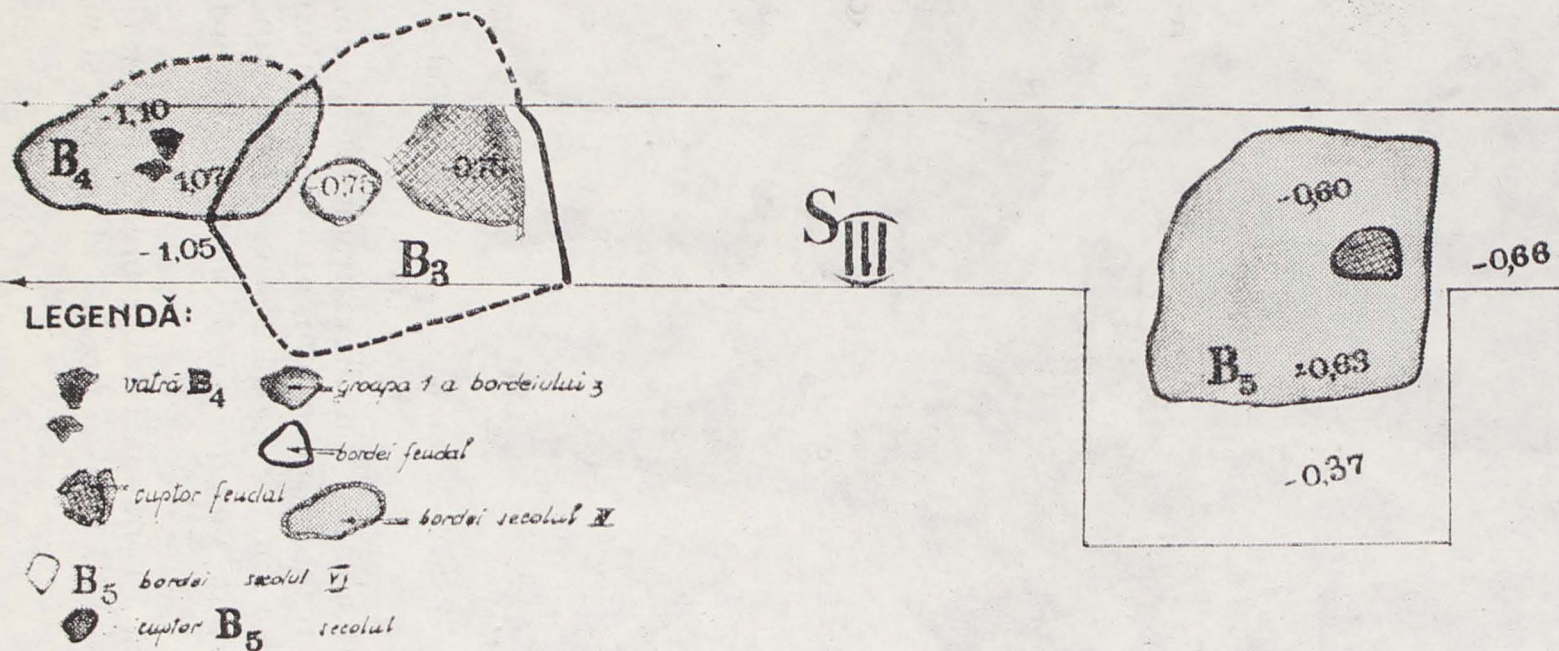 -1,10
B4
1,07
-0,75
-0,75
-1,05
B3
S III
-0,60
-0,66
B5
-0,63
-0,37
LEGENDĂ:
vatră B4
groapa 1 a bordeiului 3
bordei feudal
cuptor feudal
bordei secolul
B5 bordei secolul VI
cuptor B5 secolul